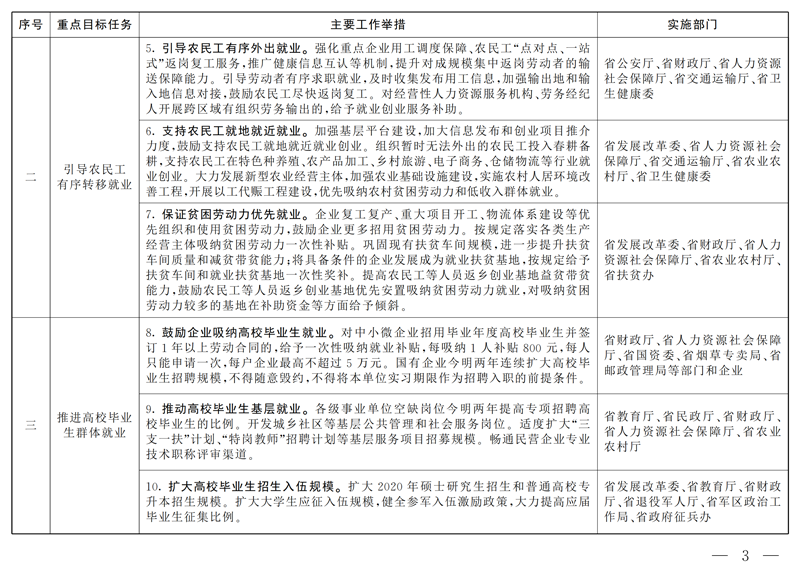 序号 重点目标任务 主要工作举措 实施部门
二
引导农民工
有序转移就业
5. 引导农民工有序外出就业。强化重点企业用工调度保障、农民工“点对点、一站
式”返岗复工服务,推广健康信息互认等机制,提升对成规模集中返岗劳动者的输
送保障能力。引导劳动者有序求职就业,及时收集发布用工信息,加强输出地和输
入地信息对接,鼓励农民工尽快返岗复工。对经营性人力资源服务机构、劳务经纪
人开展跨区域有组织劳务输出的,给予就业创业服务补助。
省公安厅、省财政厅、省人力资源
社会保障厅、省交通运输厅、省卫
生健康委
6. 支持农民工就地就近就业。加强基层平台建设,加大信息发布和创业项目推介
力度,鼓励支持农民工就地就近就业创业。组织暂时无法外出的农民工投入春耕备
耕,支持农民工在特色种养殖、农产品加工、乡村旅游、电子商务、仓储物流等行业就
业创业。大力发展新型农业经营主体,加强农业基础设施建设,实施农村人居环境改
善工程,开展以工代赈工程建设,优先吸纳农村贫困劳动力和低收入群体就业。
省发展改革委、省人力资源社会
保障厅、省交通运输厅、省农业农
村厅、省卫生健康委
7. 保证贫困劳动力优先就业。企业复工复产、重大项目开工、物流体系建设等优
先组织和使用贫困劳动力,鼓励企业更多招用贫困劳动力。按规定落实各类生产
经营主体吸纳贫困劳动力一次性补贴。巩固现有扶贫车间规模,进一步提升扶贫
车间质量和减贫带贫能力;将具备条件的企业发展成为就业扶贫基地,按规定给予
扶贫车间和就业扶贫基地一次性奖补。提高农民工等人员返乡创业基地益贫带贫
能力,鼓励农民工等人员返乡创业基地优先安置吸纳贫困劳动力就业,对吸纳贫困
劳动力较多的基地在补助资金等方面给予倾斜。
省发展改革委、省财政厅、省人力
资源社会保障厅、省农业农村厅、
省扶贫办
三
推进高校毕业
生群体就业
8. 鼓励企业吸纳高校毕业生就业。对中小微企业招用毕业年度高校毕业生并签
订1年以上劳动合同的,给予一次性吸纳就业补贴,每吸纳1人补贴800元,每人
只能申请一次,每户企业最高不超过5万元。国有企业今明两年连续扩大高校毕
业生招聘规模,不得随意毁约,不得将本单位实习期限作为招聘入职的前提条件。
省财政厅、省人力资源社会保障
厅、省国资委、省烟草专卖局、省
邮政管理局等部门和企业
9. 推动高校毕业生基层就业。各级事业单位空缺岗位今明两年提高专项招聘高
校毕业生的比例。开发城乡社区等基层公共管理和社会服务岗位。适度扩大“三
支一扶”计划、“特岗教师”招聘计划等基层服务项目招募规模。畅通民营企业专业
技术职称评审渠道。
省教育厅、省民政厅、省财政厅、
省人力资源社会保障厅、省农业
农村厅
10. 扩大高校毕业生招生入伍规模。扩大2020年硕士研究生招生和普通高校专
升本招生规模。扩大大学生应征入伍规模,健全参军入伍激励政策,大力提高应届
毕业生征集比例。
省发展改革委、省教育厅、省财政
厅、省退役军人厅、省军区政治工
作局、省政府征兵办
— 3 —